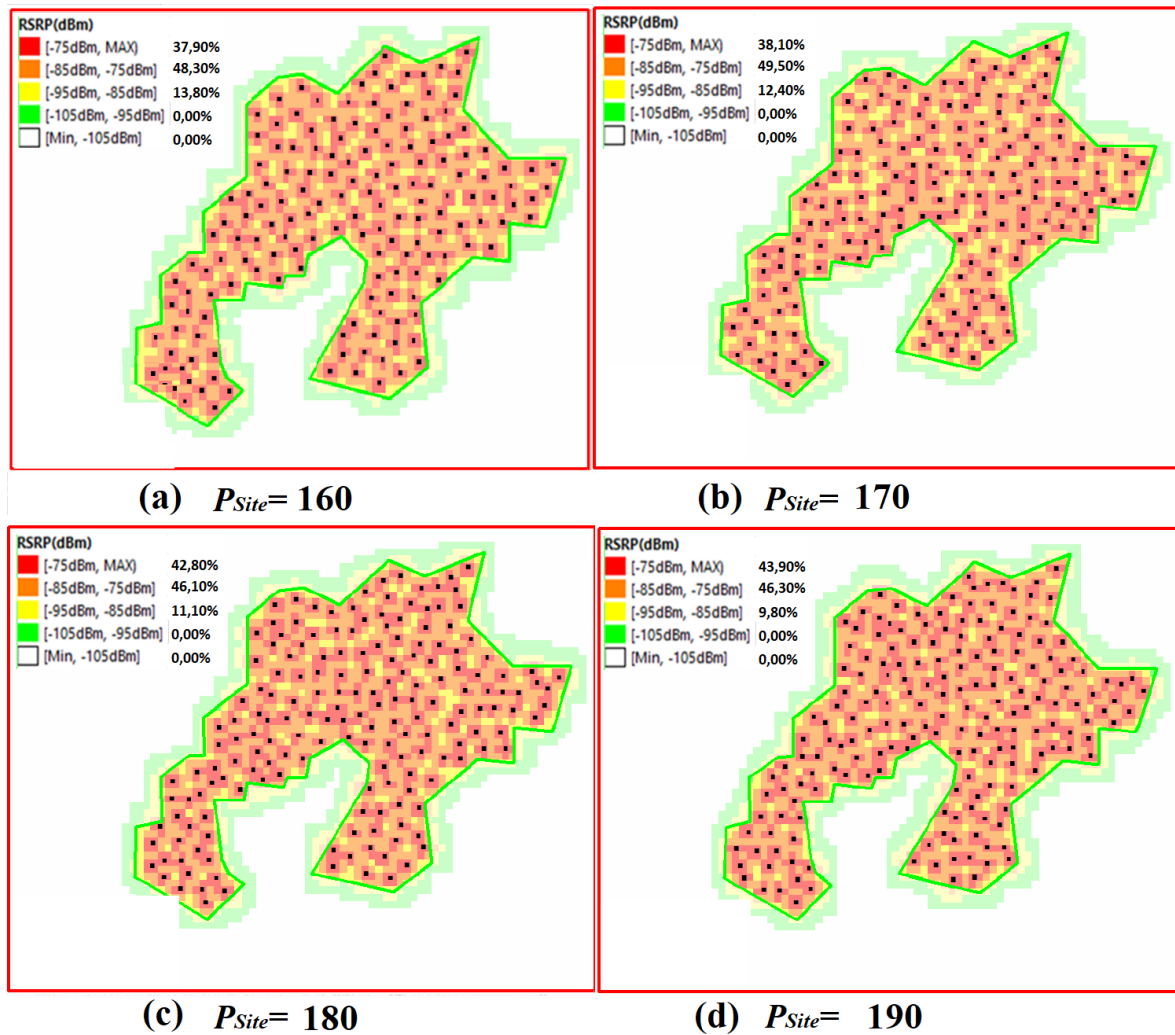 RSRP(dBm)
[-75dBm, MAX) 37,90%
[-85dBm, -75dBm] 48,30%
[-95dBm, -85dBm] 13,80%
[-105dBm, -95dBm] 0,00%
[Min, -105dBm] 0,00%
(a) PSite= 160
RSRP(dBm)
[-75dBm, MAX) 38,10%
[-85dBm, -75dBm] 49,50%
[-95dBm, -85dBm] 12,40%
[-105dBm, -95dBm] 0,00%
[Min, -105dBm] 0,00%
(b) PSite= 170
RSRP(dBm)
[-75dBm, MAX) 42,80%
[-85dBm, -75dBm] 46,10%
[-95dBm, -85dBm] 11,10%
[-105dBm, -95dBm] 0,00%
[Min, -105dBm] 0,00%
(c) PSite= 180
RSRP(dBm)
[-75dBm, MAX) 43,90%
[-85dBm, -75dBm] 46,30%
[-95dBm, -85dBm] 9,80%
[-105dBm, -95dBm] 0,00%
[Min, -105dBm] 0,00%
(d) PSite= 190